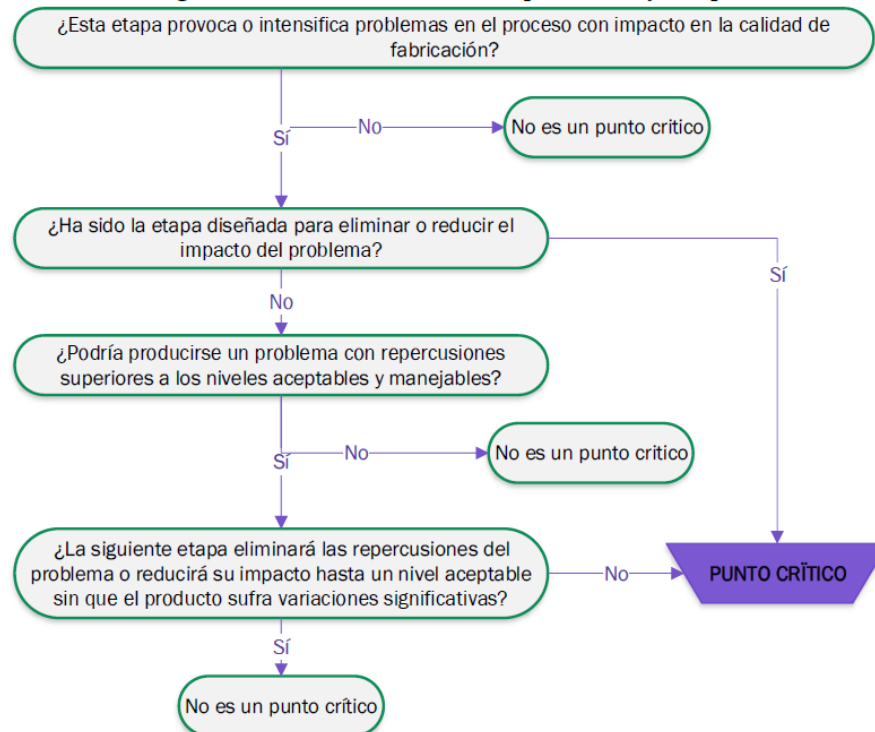 ¿Esta etapa provoca o intensifica problemas en el proceso con impacto en la calidad de
fabricación?
Sí
No
No es un punto critico
¿Ha sido la etapa diseñada para eliminar o reducir el
impacto del problema?
Sí
No
¿Podría producirse un problema con repercusiones
superiores a los niveles aceptables y manejables?
Sí
No
No es un punto critico
¿La siguiente etapa eliminará las repercusiones del
problema o reducirá su impacto hasta un nivel aceptable
sin que el producto sufra variaciones significativas?
No
PUNTO CRÏTICO
Sí
No es un punto crítico